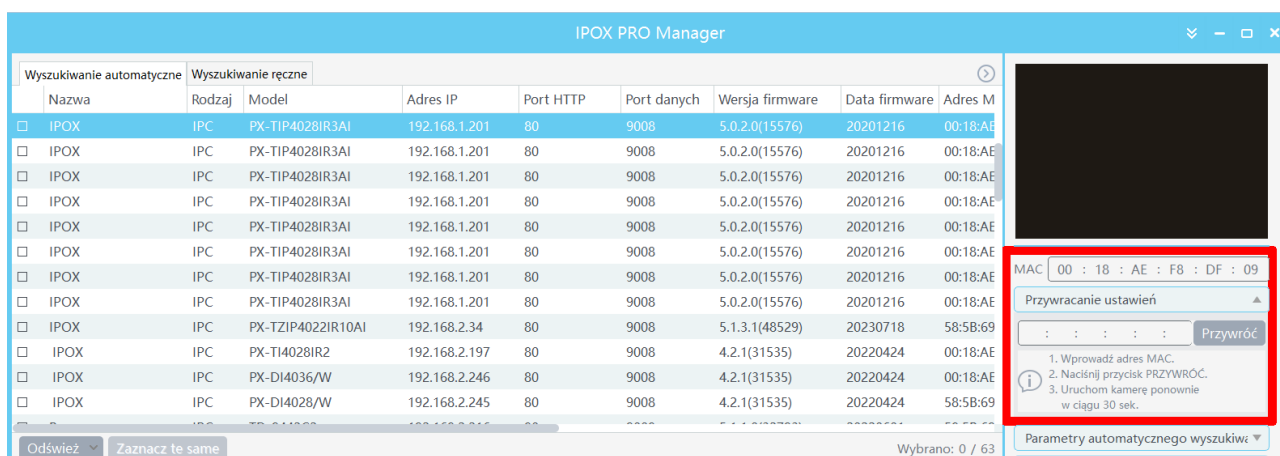 IPOX PRO Manager
Wyszukiwanie automatyczne Wyszukiwanie ręczne
Nazwa Rodzaj Model Adres IP Port HTTP Port danych Wersja firmware Data firmware Adres M
IPOX IPC PX-TIP4028IR3AI 192.168.1.201 80 9008 5.0.2.0(15576) 20201216 00:18:AE
IPOX IPC PX-TIP4028IR3AI 192.168.1.201 80 9008 5.0.2.0(15576) 20201216 00:18:AE
IPOX IPC PX-TIP4028IR3AI 192.168.1.201 80 9008 5.0.2.0(15576) 20201216 00:18:AE
IPOX IPC PX-TIP4028IR3AI 192.168.1.201 80 9008 5.0.2.0(15576) 20201216 00:18:AE
IPOX IPC PX-TIP4028IR3AI 192.168.1.201 80 9008 5.0.2.0(15576) 20201216 00:18:AE
IPOX IPC PX-TIP4028IR3AI 192.168.1.201 80 9008 5.0.2.0(15576) 20201216 00:18:AE
IPOX IPC PX-TIP4028IR3AI 192.168.1.201 80 9008 5.0.2.0(15576) 20201216 00:18:AE
IPOX IPC PX-TIP4028IR3AI 192.168.1.201 80 9008 5.0.2.0(15576) 20201216 00:18:AE
IPOX IPC PX-TZIP4022IR10AI 192.168.2.34 80 9008 5.1.3.1(48529) 20230718 58:5B:69
IPOX IPC PX-TI4028IR2 192.168.2.197 80 9008 4.2.1(31535) 20220424 00:18:AE
IPOX IPC PX-DI4036/W 192.168.2.246 80 9008 4.2.1(31535) 20220424 00:18:AE
IPOX IPC PX-DI4028/W 192.168.2.245 80 9008 4.2.1(31535) 20220424 58:5B:69
Odśwież Zaznacz te same Wybrano: 0 / 63
MAC 00 : 18 : AE : F8 : DF : 09
Przywracanie ustawień
: : : : : Przywróć
1. Wprowadź adres MAC.
2. Naciśnij przycisk PRZYWRÓĆ.
3. Uruchom kamerę ponownie
w ciągu 30 sek.
Parametry automatycznego wyszukiwa